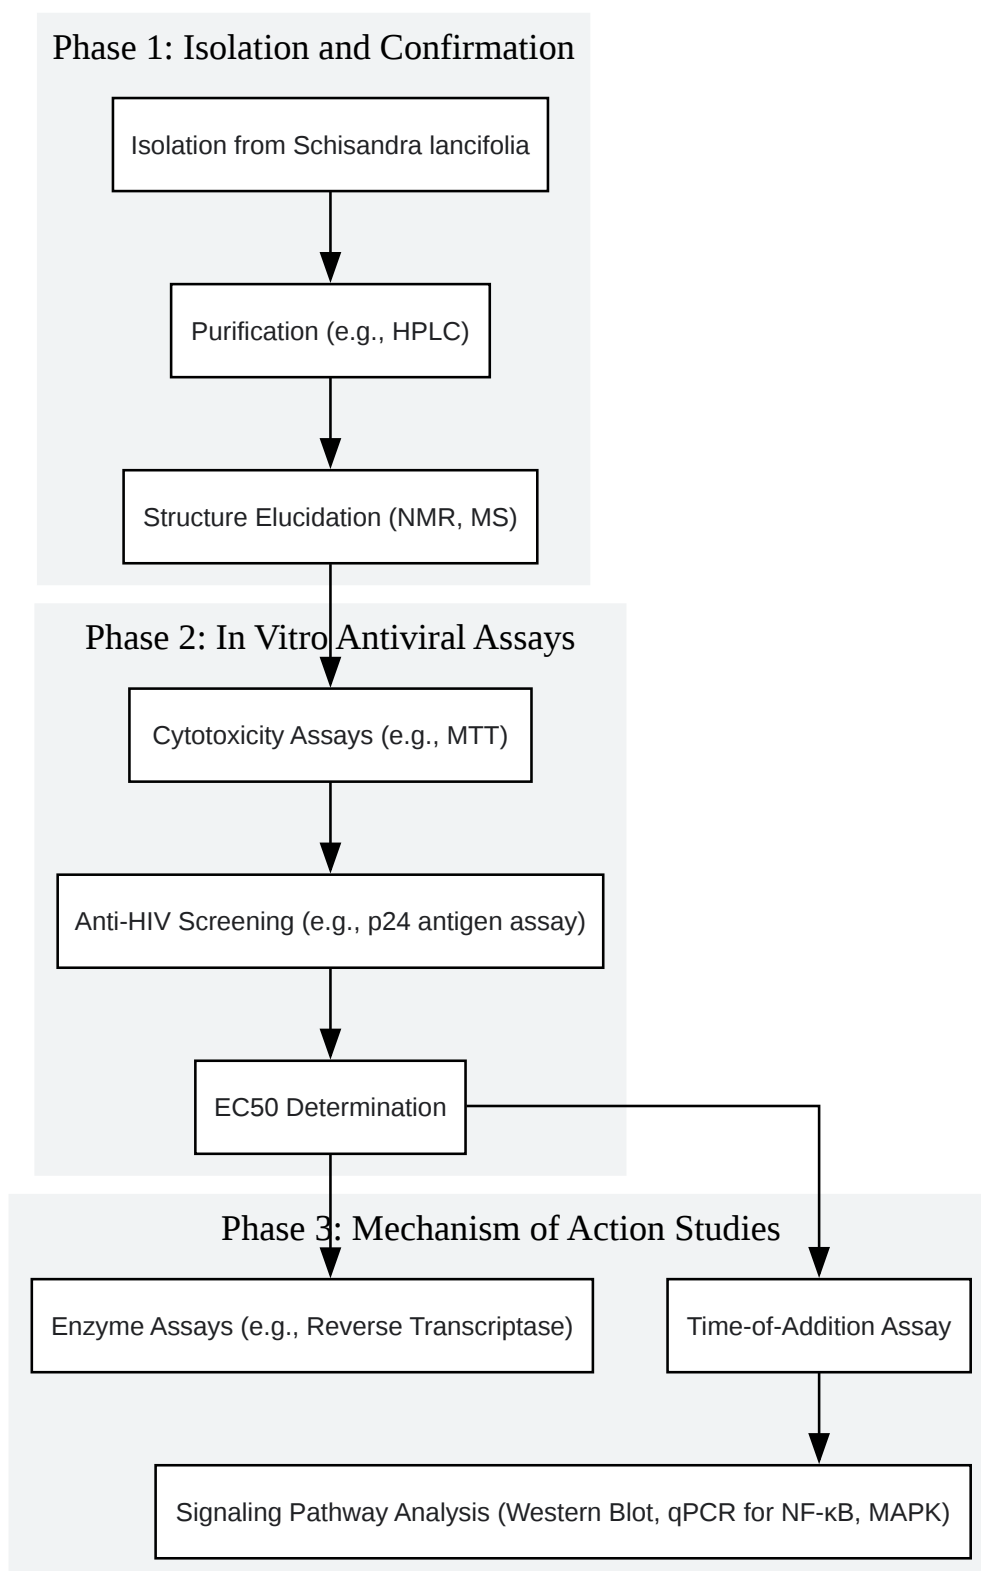 Phase 1: Isolation and Confirmation
Isolation from Schisandra lancifolia
Purification (e.g., HPLC)
Structure Elucidation (NMR, MS)
Phase 2: In Vitro Antiviral Assays
Cytotoxicity Assays (e.g., MTT)
Anti-HIV Screening (e.g., p24 antigen assay)
EC50 Determination
Phase 3: Mechanism of Action Studies
Enzyme Assays (e.g., Reverse Transcriptase)
Time-of-Addition Assay
Signaling Pathway Analysis (Western Blot, qPCR for NF-κB, MAPK)